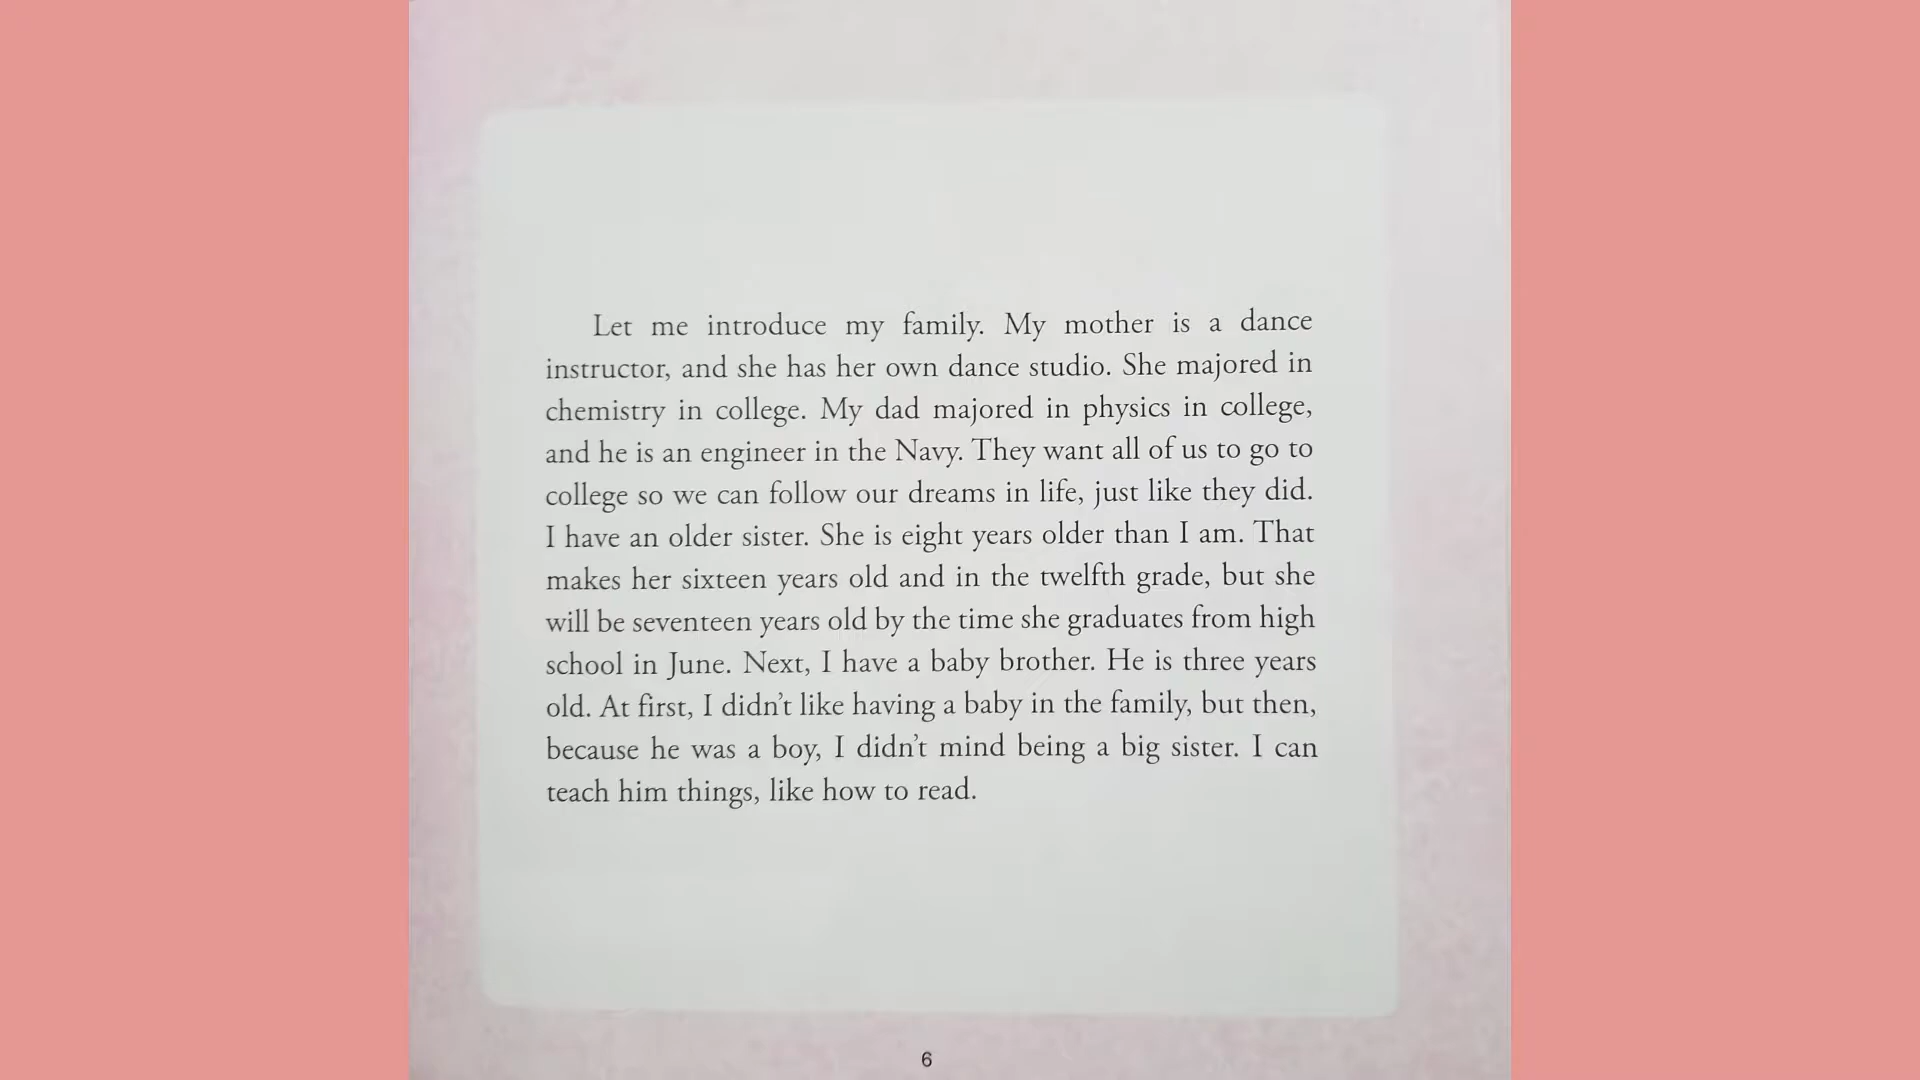 Let me introduce my family. My mother is a dance
instructor, and she has her own dance studio. She majored in
chemistry in college. My dad majored in physics in college,
and he is an engineer in the Navy. They want all of us to go to
college so we can follow our dreams in life, just like they did.
I have an older sister. She is eight years older than I am. That
makes her sixteen years old and in the twelfth grade, but she
will be seventeen years old by the time she graduates from high
school in June. Next, I have a baby brother. He is three years
old. At first, I didn’t like having a baby in the family, but then,
because he was a boy, I didn’t mind being a big sister. I can
teach him things, like how to read.
6